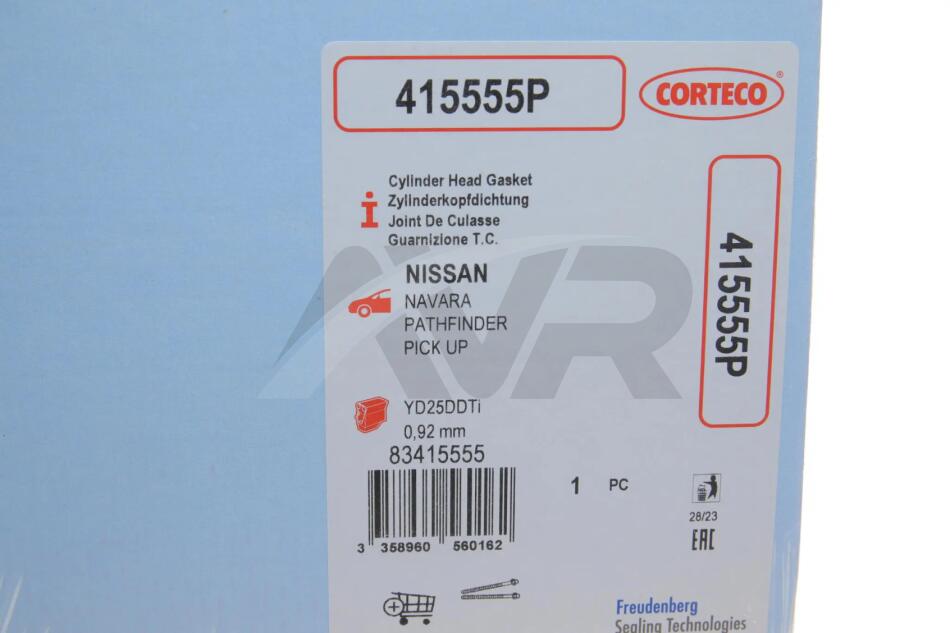 415555P
CORTECO®
Cylinder Head Gasket
Zylinderkopfdichtung
Joint De Culasse
Guarnizione T.C.
NISSAN
NAVARA
PATHFINDER
PICK UP
YD25DDTi
0,92 mm
83415555
3 358960 560162
1 PC
28/23
EAC
415555P
Freudenberg
Sealing Technologies
AVR